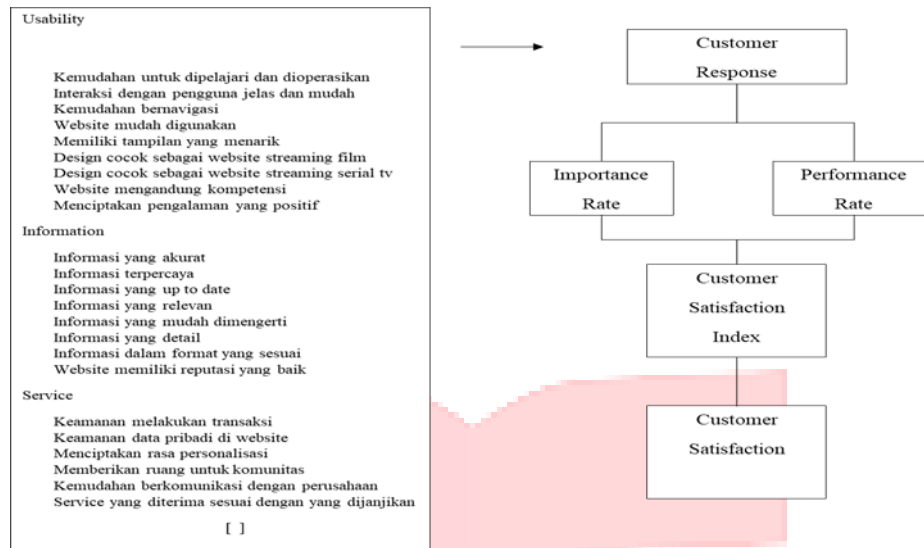 Usability
Kemudahan untuk dipelajari dan dioperasikan
Interaksi dengan pengguna jelas dan mudah
Kemudahan bernavigasi
Website mudah digunakan
Memiliki tampilan yang menarik
Design cocok sebagai website streaming film
Design cocok sebagai website streaming serial tv
Website mengandung kompetensi
Menciptakan pengalaman yang positif
Information
Informasi yang akurat
Informasi terpercaya
Informasi yang up to date
Informasi yang relevan
Informasi yang mudah dimengerti
Informasi yang detail
Informasi dalam format yang sesuai
Website memiliki reputasi yang baik
Service
Keamanan melakukan transaksi
Keamanan data pribadi di website
Menciptakan rasa personalisasi
Memberikan ruang untuk komunitas
Kemudahan berkomunikasi dengan perusahaan
Service yang diterima sesuai dengan yang dijanjikan
[ ]
Customer
Response
Importance
Rate
Performance
Rate
Customer
Satisfaction
Index
Customer
Satisfaction